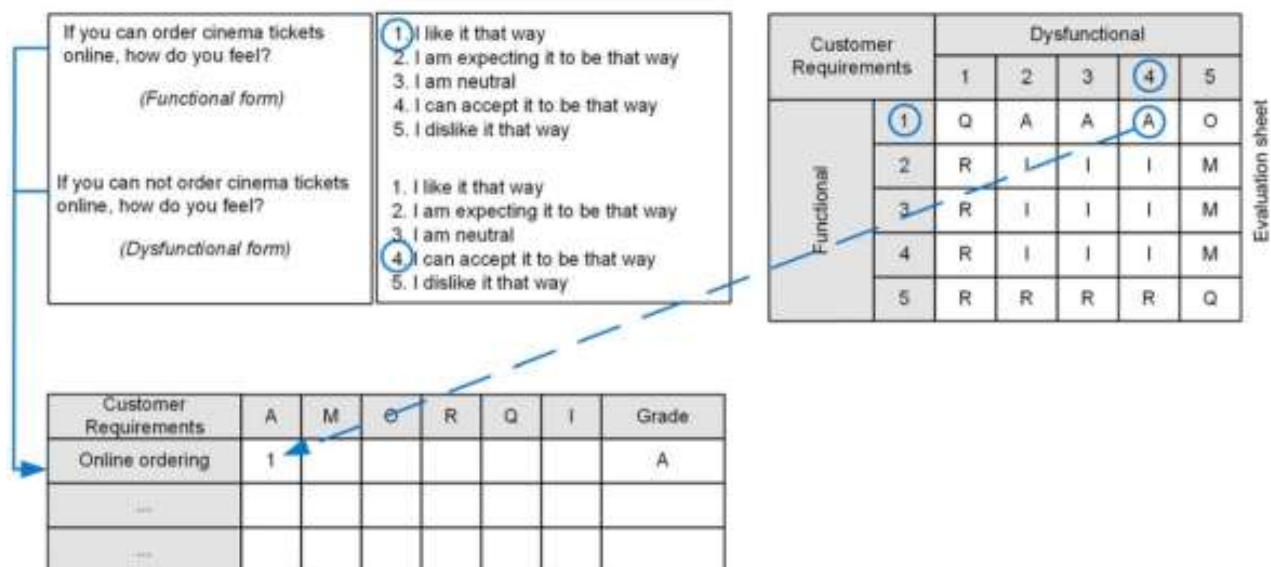 If you can order cinema tickets
online, how do you feel?
(Functional form)
If you can not order cinema tickets
online, how do you feel?
(Dysfunctional form)
1. I like it that way
2. I am expecting it to be that way
3. I am neutral
4. I can accept it to be that way
5. I dislike it that way
1. I like it that way
2. I am expecting it to be that way
3. I am neutral
4. I can accept it to be that way
5. I dislike it that way
Customer
Requirements
Dysfunctional
1 2 3 4 5
Functional
1 Q A A A O
2 R I I I M
3 R I I I M
4 R I I I M
5 R R R R Q
Evaluation sheet
Customer
Requirements
A M O R Q I Grade
Online ordering 1 A
...
...